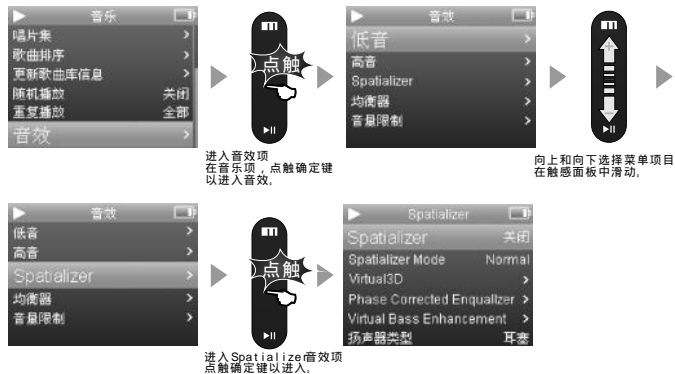 音乐
唱片集
歌曲排序
更新歌曲库信息
随机播放 关闭
重复播放 全部
音效
点触
进入音效项
在音乐项，点触确定键
以进入音效。
音效
低音
高音
Spatializer
均衡器
音量限制
向上和向下选择菜单项目
在触感面板中滑动。
音效
低音
高音
Spatializer
均衡器
音量限制
点触
进入Spatializer音效项
点触确定键以进入。
Spatializer
Spatializer 关闭
Spatializer Mode Normal
Virtual3D
Phase Corrected Enqualizer
Virtual Bass Enhancement
扬声器类型 耳塞